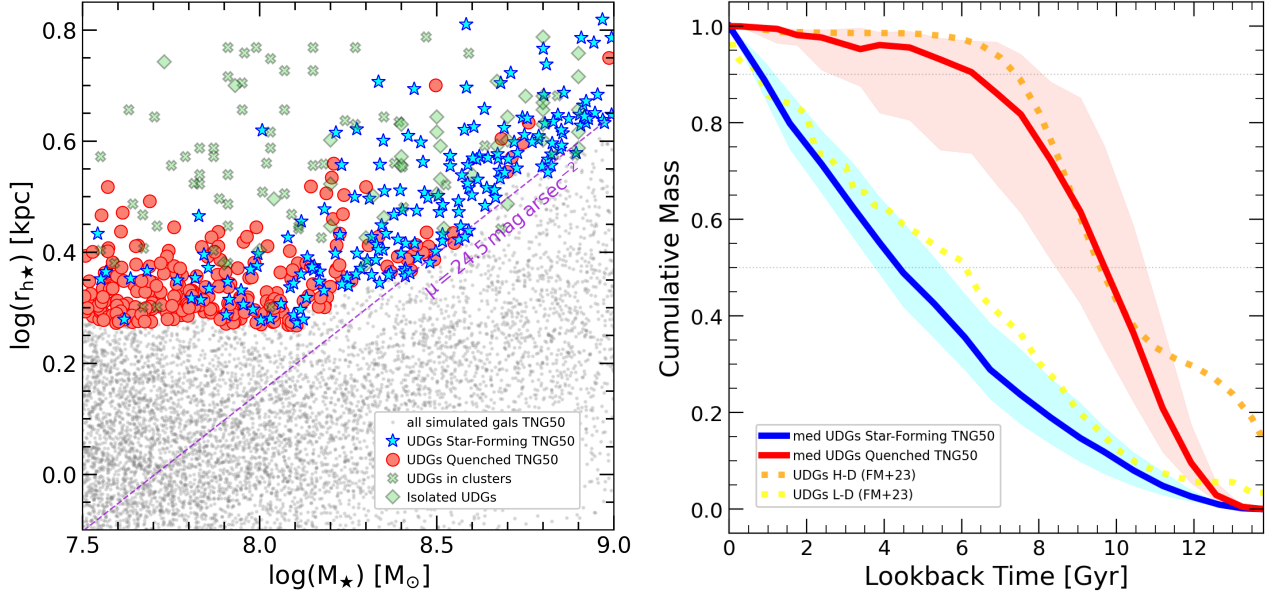 0.8
0.6
0.4
0.2
0.0
log(r_h★) [kpc]
μ = 24.5 mag arsec⁻²
all simulated gals TNG50
UDGs Star-Forming TNG50
UDGs Quenched TNG50
UDGs in clusters
Isolated UDGs
7.5 8.0 8.5 9.0
log(M★) [M⊙]
1.0
0.8
0.6
0.4
0.2
0.0
Cumulative Mass
med UDGs Star-Forming TNG50
med UDGs Quenched TNG50
UDGs H-D (FM+23)
UDGs L-D (FM+23)
0 2 4 6 8 10 12
Lookback Time [Gyr]